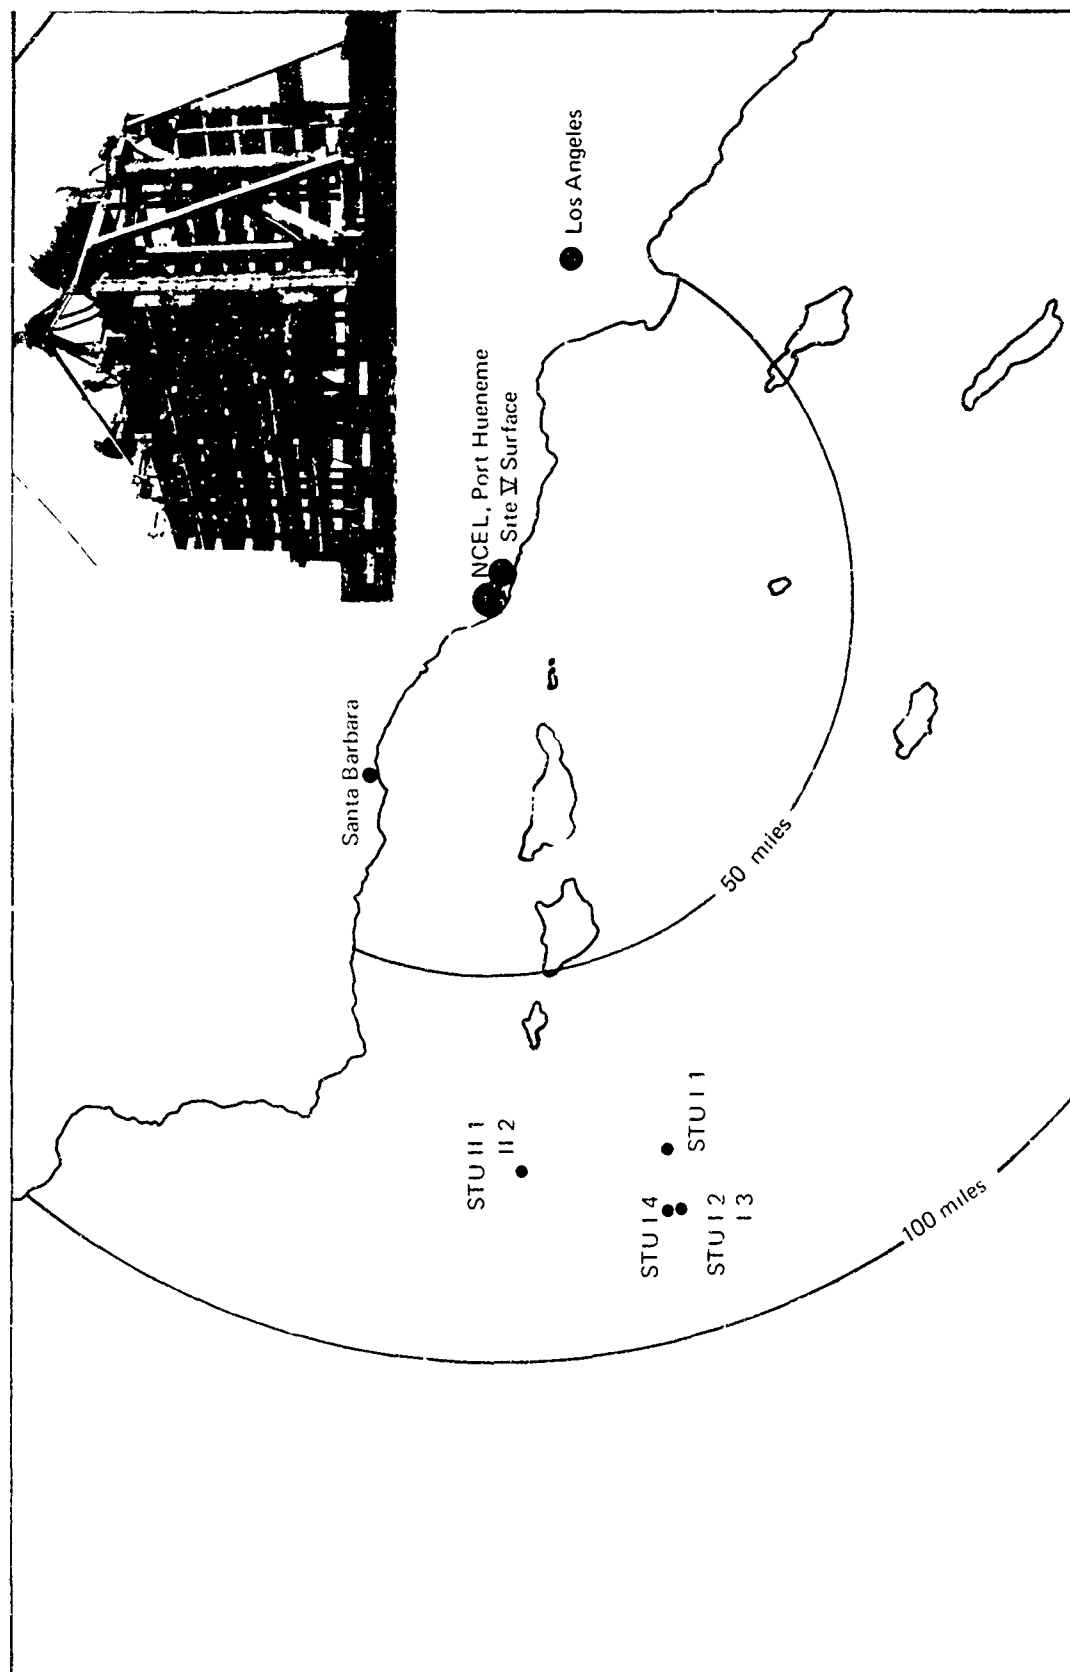 Los Angeles
NCEL, Port Hueneme
Site V Surface
Santa Barbara
50 miles
STU II 1
II 2
STU I 1
STU I 4
STU I 2
I 3
100 miles